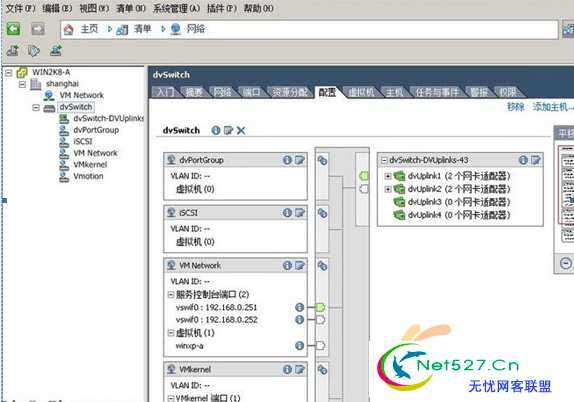 文件(F) 编辑(E) 视图(W) 清单(N) 系统管理(A) 插件(P) 帮助(H)
主页 清单 网络
WIN2K8-A
shanghai
VM Network
dvSwitch
dvSwitch-DVUplinks
dvPortGroup
iSCSI
VM Network
VMkernel
Vmotion
dvSwitch
入门 摘要 网络 端口 资源分配 配置 虚拟机 主机 任务与事件 警报 权限
移除 添加主机...
dvSwitch
dvPortGroup
VLAN ID: --
虚拟机 (0)
iSCSI
VLAN ID: --
虚拟机 (0)
VM Network
VLAN ID: --
服务控制台端口 (2)
vswif0 : 192.168.0.251
vswif0 : 192.168.0.252
虚拟机 (1)
winxp-a
VMkernel
VLAN ID: --
VMkernel 端口 (1)
dvSwitch-DVUplinks-43
dvUplink1 (2 个网卡适配器)
dvUplink2 (2 个网卡适配器)
dvUplink3 (0 个网卡适配器)
dvUplink4 (0 个网卡适配器)
平移
Net527.Cn
无忧网客联盟